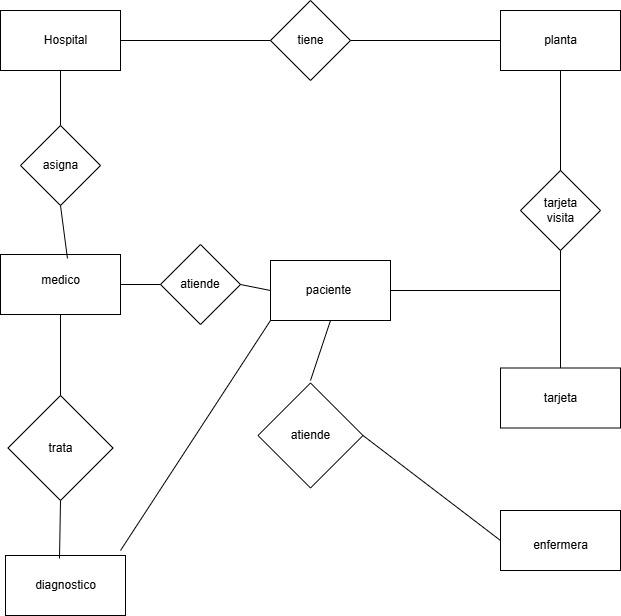 Hospital
tiene
planta
asigna
tarjeta
visita
medico
atiende
paciente
tarjeta
atiende
trata
enfermera
diagnostico